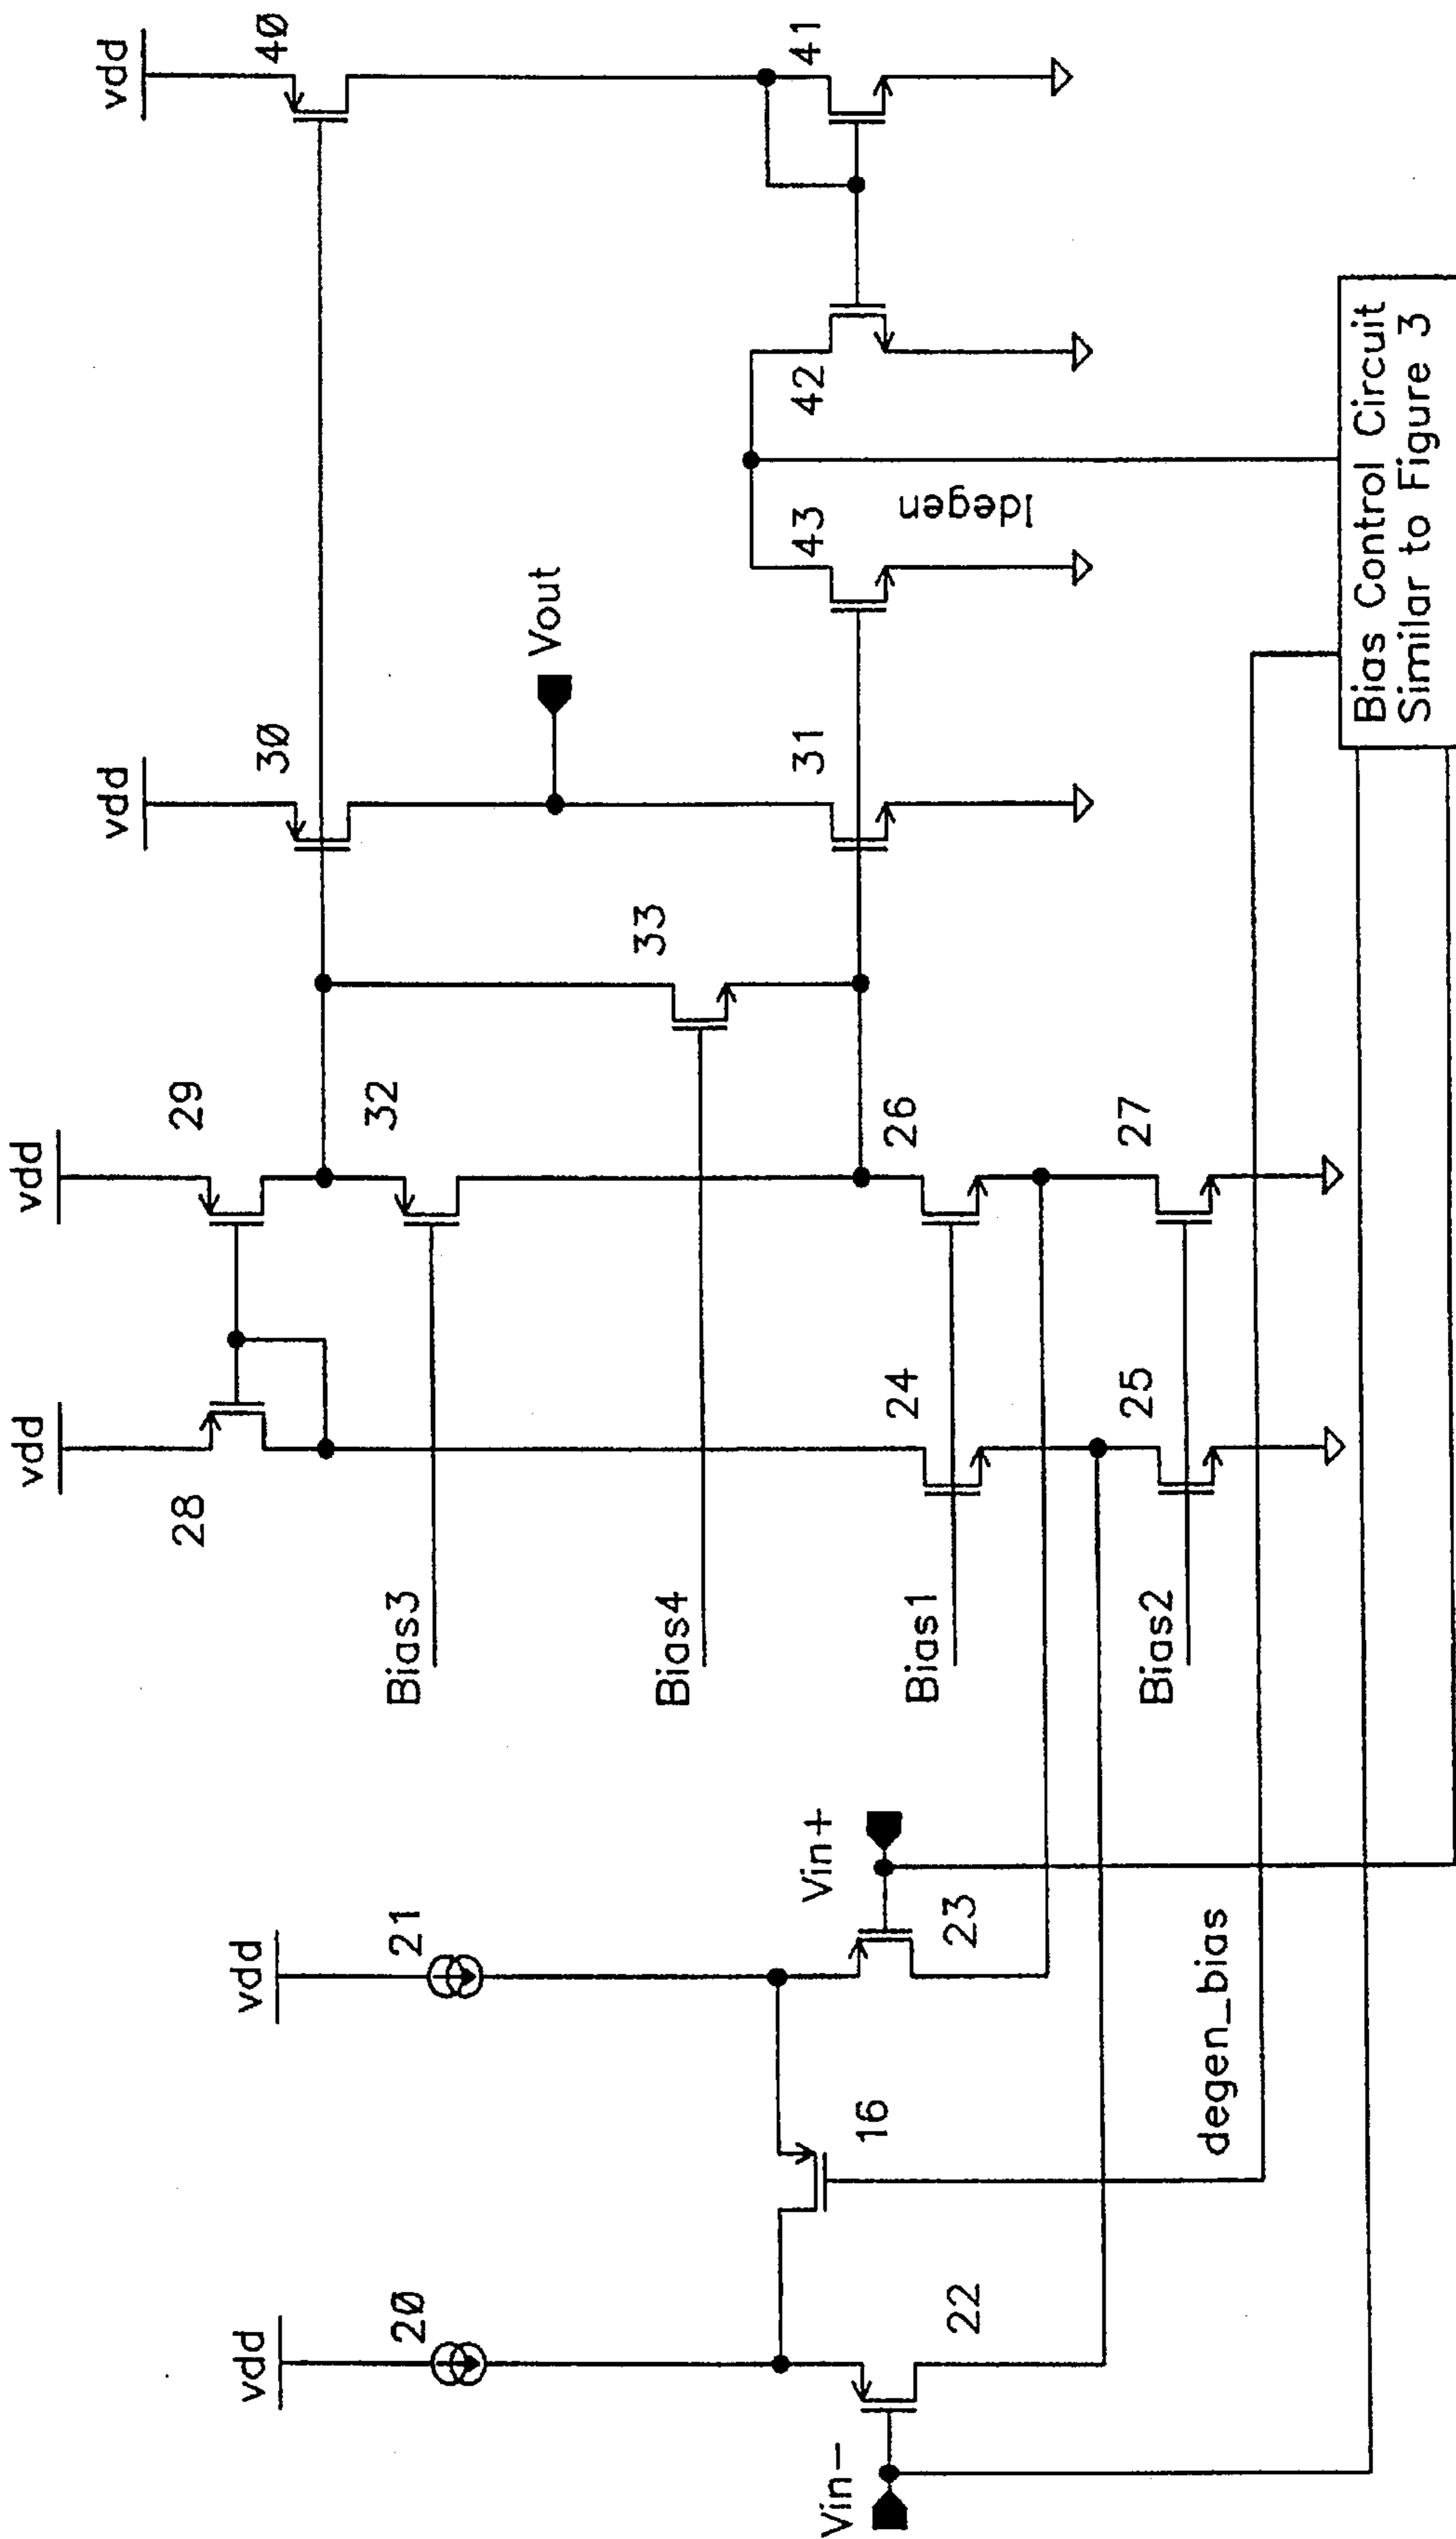 vdd
vdd
vdd
vdd
40
vdd
vdd
28
29
30
20
21
Bias3
32
Vout
Bias4
33
Vin-
Vin+
41
42
43
31
26
24
Bias1
16
23
22
Idegen
27
25
Bias2
degen_bias
Bias Control Circuit
Similar to Figure 3